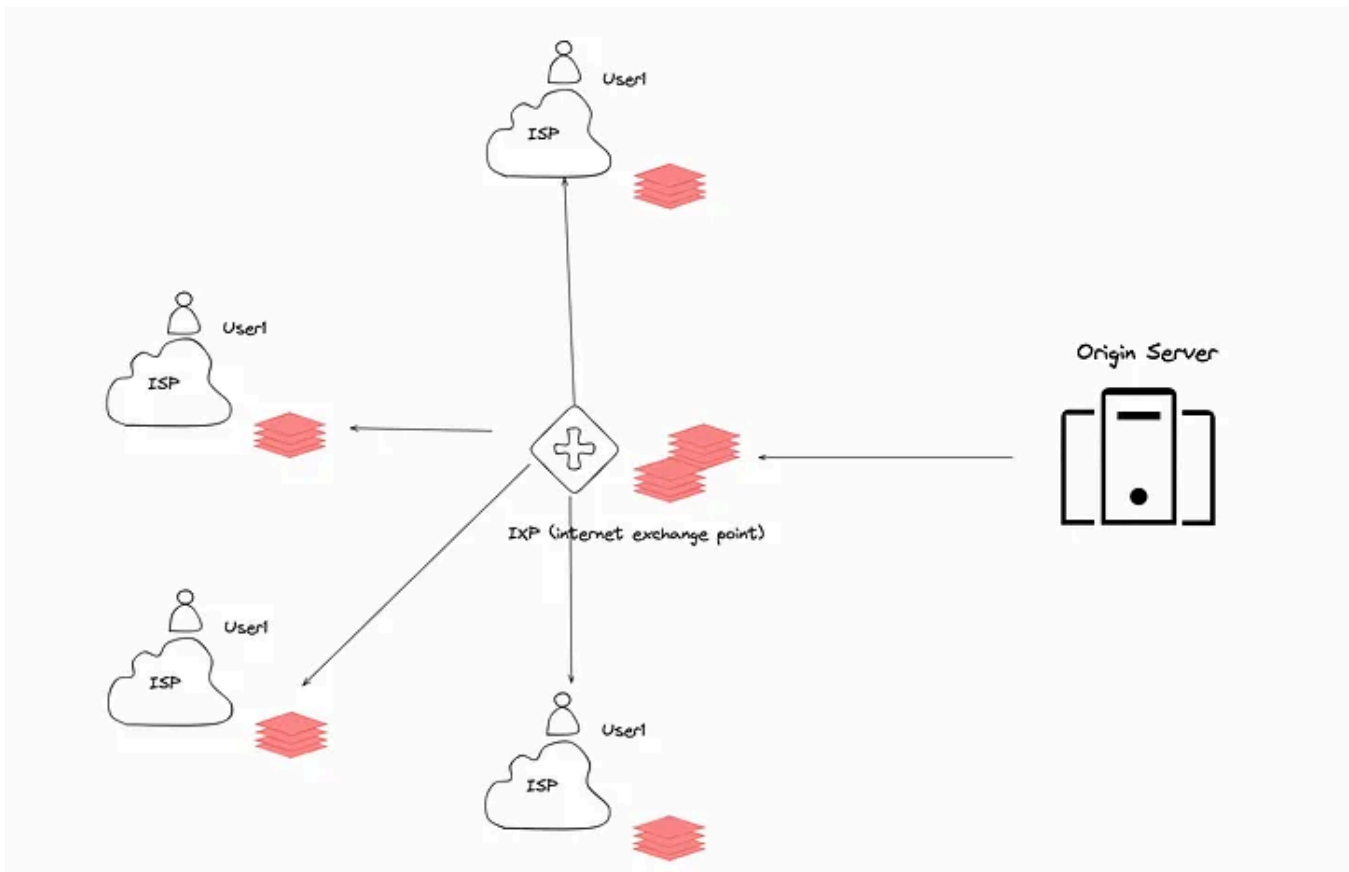 User1
ISP
User1
ISP
Origin Server
IXP (internet exchange point)
User1
ISP
User1
ISP